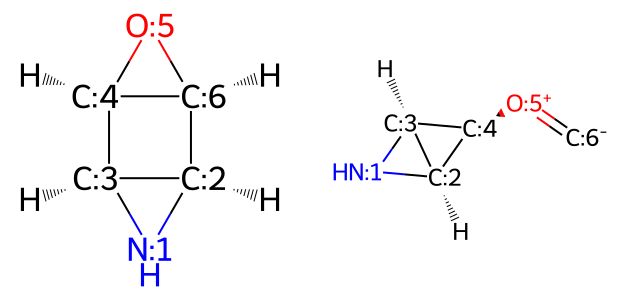 O:5
H C:4 C:6 H
H C:3 C:2 H
N:1
H
H
C:3 C:4 O:5+
C:6-
HN:1 C:2
H